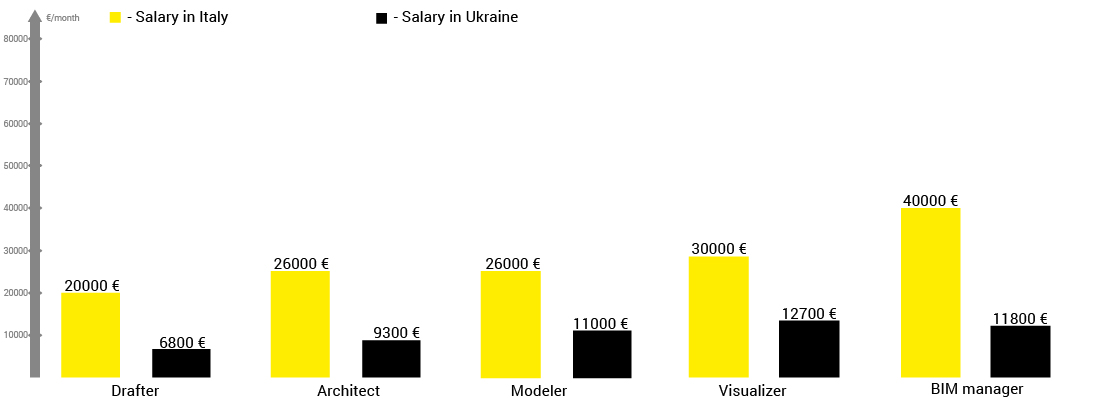 €/month
- Salary in Italy
- Salary in Ukraine
80000
70000
60000
50000
40000
30000
20000
10000
20000 €
6800 €
26000 €
9300 €
26000 €
11000 €
30000 €
12700 €
40000 €
11800 €
Drafter
Architect
Modeler
Visualizer
BIM manager